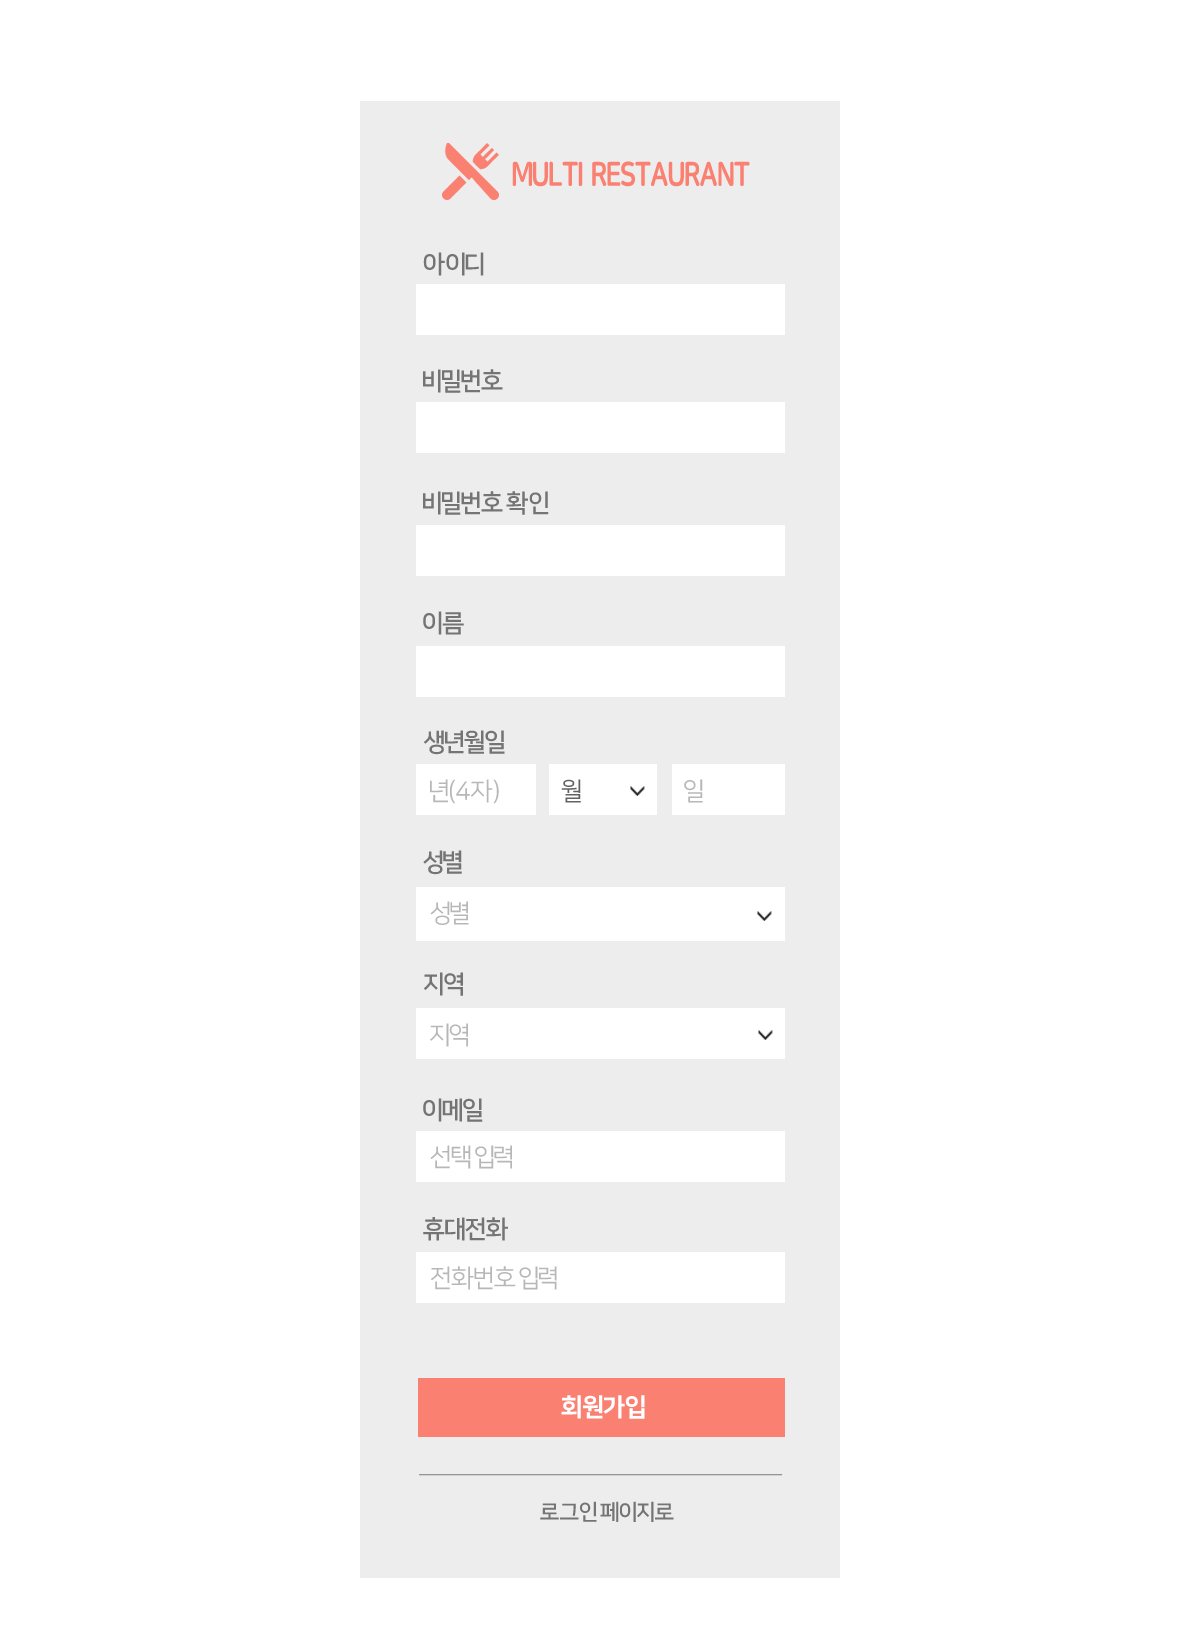 MULTI RESTAURANT
아이디
비밀번호
비밀번호 확인
이름
생년월일
년(4자) 월 일
성별
성별
지역
지역
이메일
선택 입력
휴대전화
전화번호 입력
회원가입
로그인 페이지로